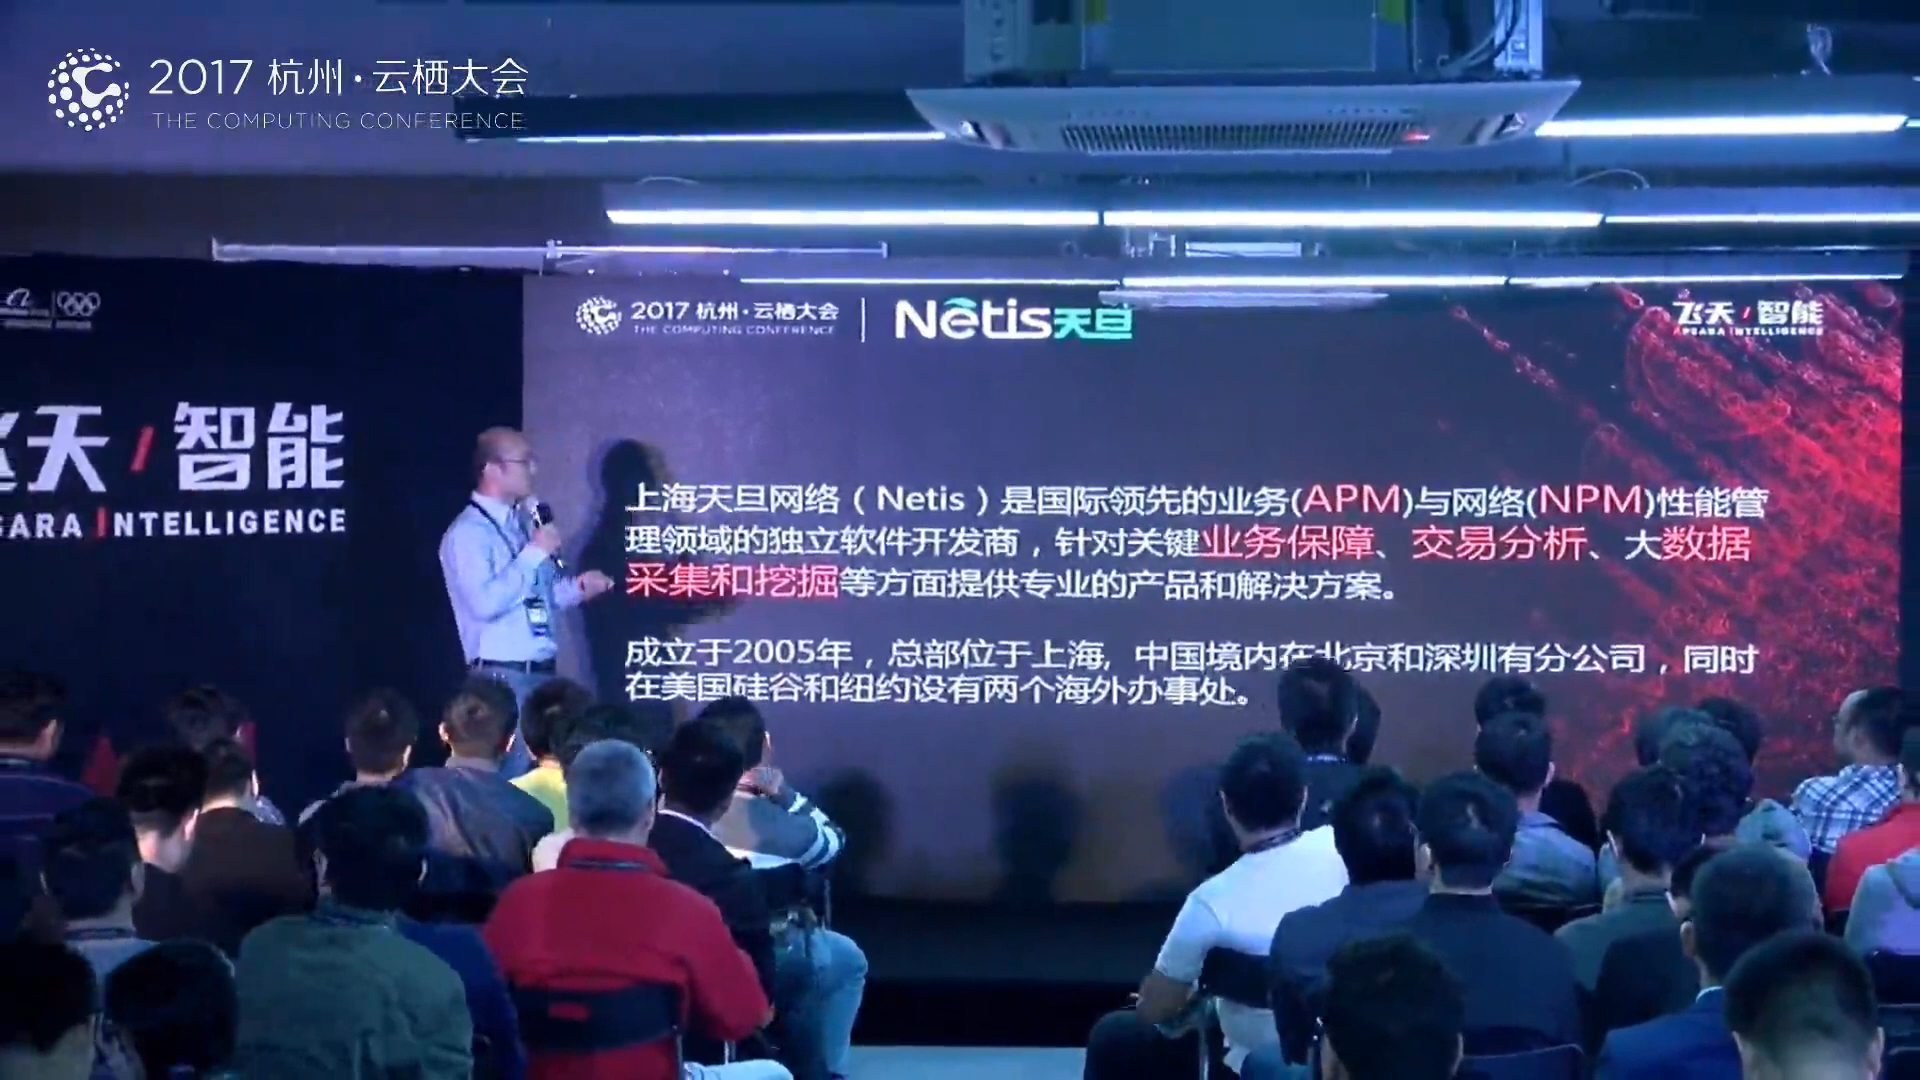 2017 杭州·云栖大会
THE COMPUTING CONFERENCE
2017 杭州·云栖大会
THE COMPUTING CONFERENCE
Netis天旦
飞天/智能
APSARA INTELLIGENCE
飞天/智能
SARA INTELLIGENCE
上海天旦网络（Netis）是国际领先的业务(APM)与网络(NPM)性能管
理领域的独立软件开发商，针对关键业务保障、交易分析、大数据
采集和挖掘等方面提供专业的产品和解决方案。
成立于2005年，总部位于上海, 中国境内在北京和深圳有分公司，同时
在美国硅谷和纽约设有两个海外办事处。